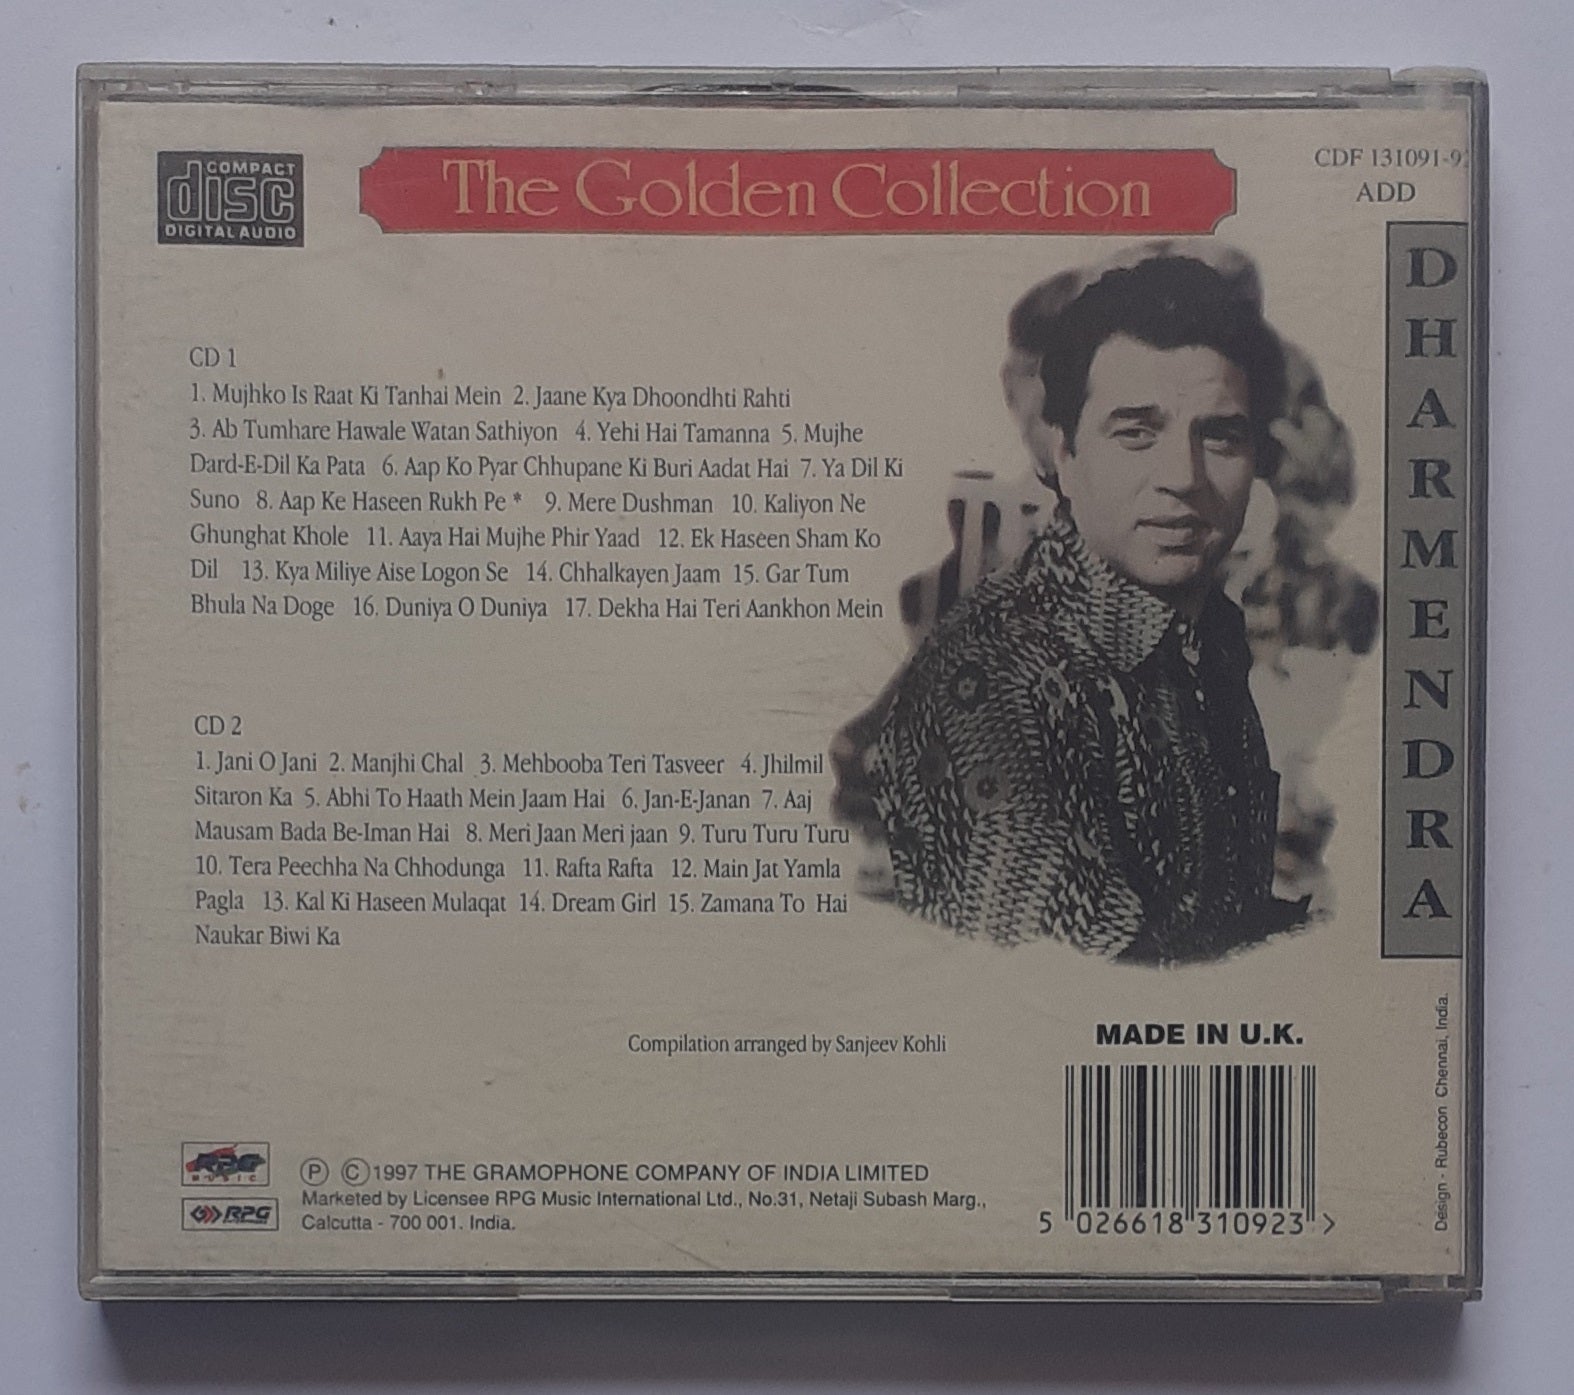 COMPACT
disc
DIGITAL AUDIO
The Golden Collection
CDF 131091-92
ADD
DHARMENDRA
CD 1
1. Mujhko Is Raat Ki Tanhai Mein 2. Jaane Kya Dhoondhti Rahti
3. Ab Tumhare Hawale Watan Sathiyon 4. Yehi Hai Tamanna 5. Mujhe
Dard-E-Dil Ka Pata 6. Aap Ko Pyar Chhupane Ki Buri Aadat Hai 7. Ya Dil Ki
Suno 8. Aap Ke Haseen Rukh Pe * 9. Mere Dushman 10. Kaliyon Ne
Ghunghat Khole 11. Aaya Hai Mujhe Phir Yaad 12. Ek Haseen Sham Ko
Dil 13. Kya Miliye Aise Logon Se 14. Chhalkayen Jaam 15. Gar Tum
Bhula Na Doge 16. Duniya O Duniya 17. Dekha Hai Teri Aankhon Mein
CD 2
1. Jani O Jani 2. Manjhi Chal 3. Mehbooba Teri Tasveer 4. Jhilmil
Sitaron Ka 5. Abhi To Haath Mein Jaam Hai 6. Jan-E-Janan 7. Aaj
Mausam Bada Be-Iman Hai 8. Meri Jaan Meri jaan 9. Turu Turu Turu
10. Tera Peechha Na Chhodunga 11. Rafta Rafta 12. Main Jat Yamla
Pagla 13. Kal Ki Haseen Mulaqat 14. Dream Girl 15. Zamana To Hai
Naukar Biwi Ka
Compilation arranged by Sanjeev Kohli
MADE IN U.K.
5 026618 310923 >
Design - Rubecon Chennai, India.
RPG
MUSIC
RPG
Ⓟ ©1997 THE GRAMOPHONE COMPANY OF INDIA LIMITED
Marketed by Licensee RPG Music International Ltd., No.31, Netaji Subash Marg.,
Calcutta - 700 001. India.